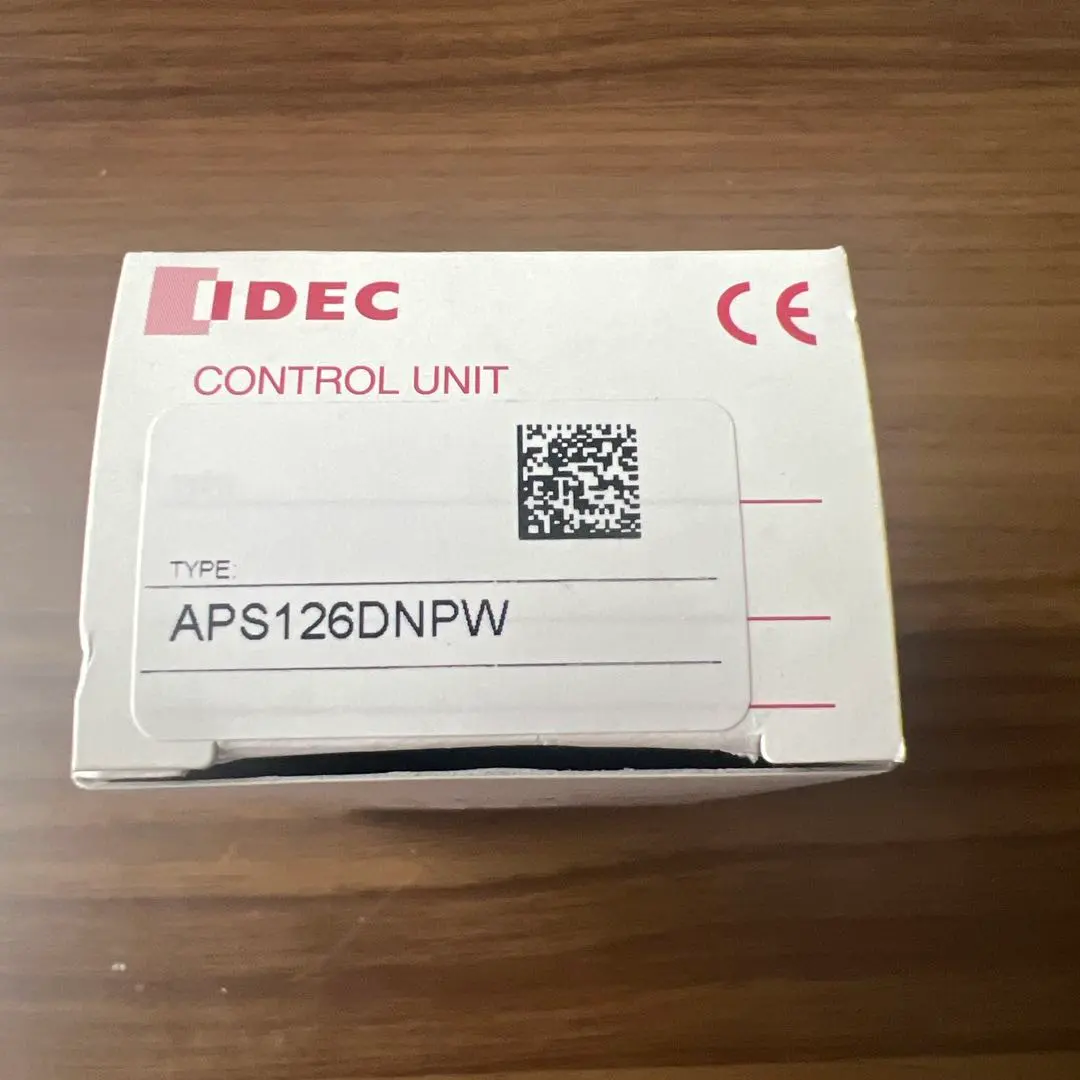 IDEC
CE
CONTROL UNIT
TYPE:
APS126DNPW